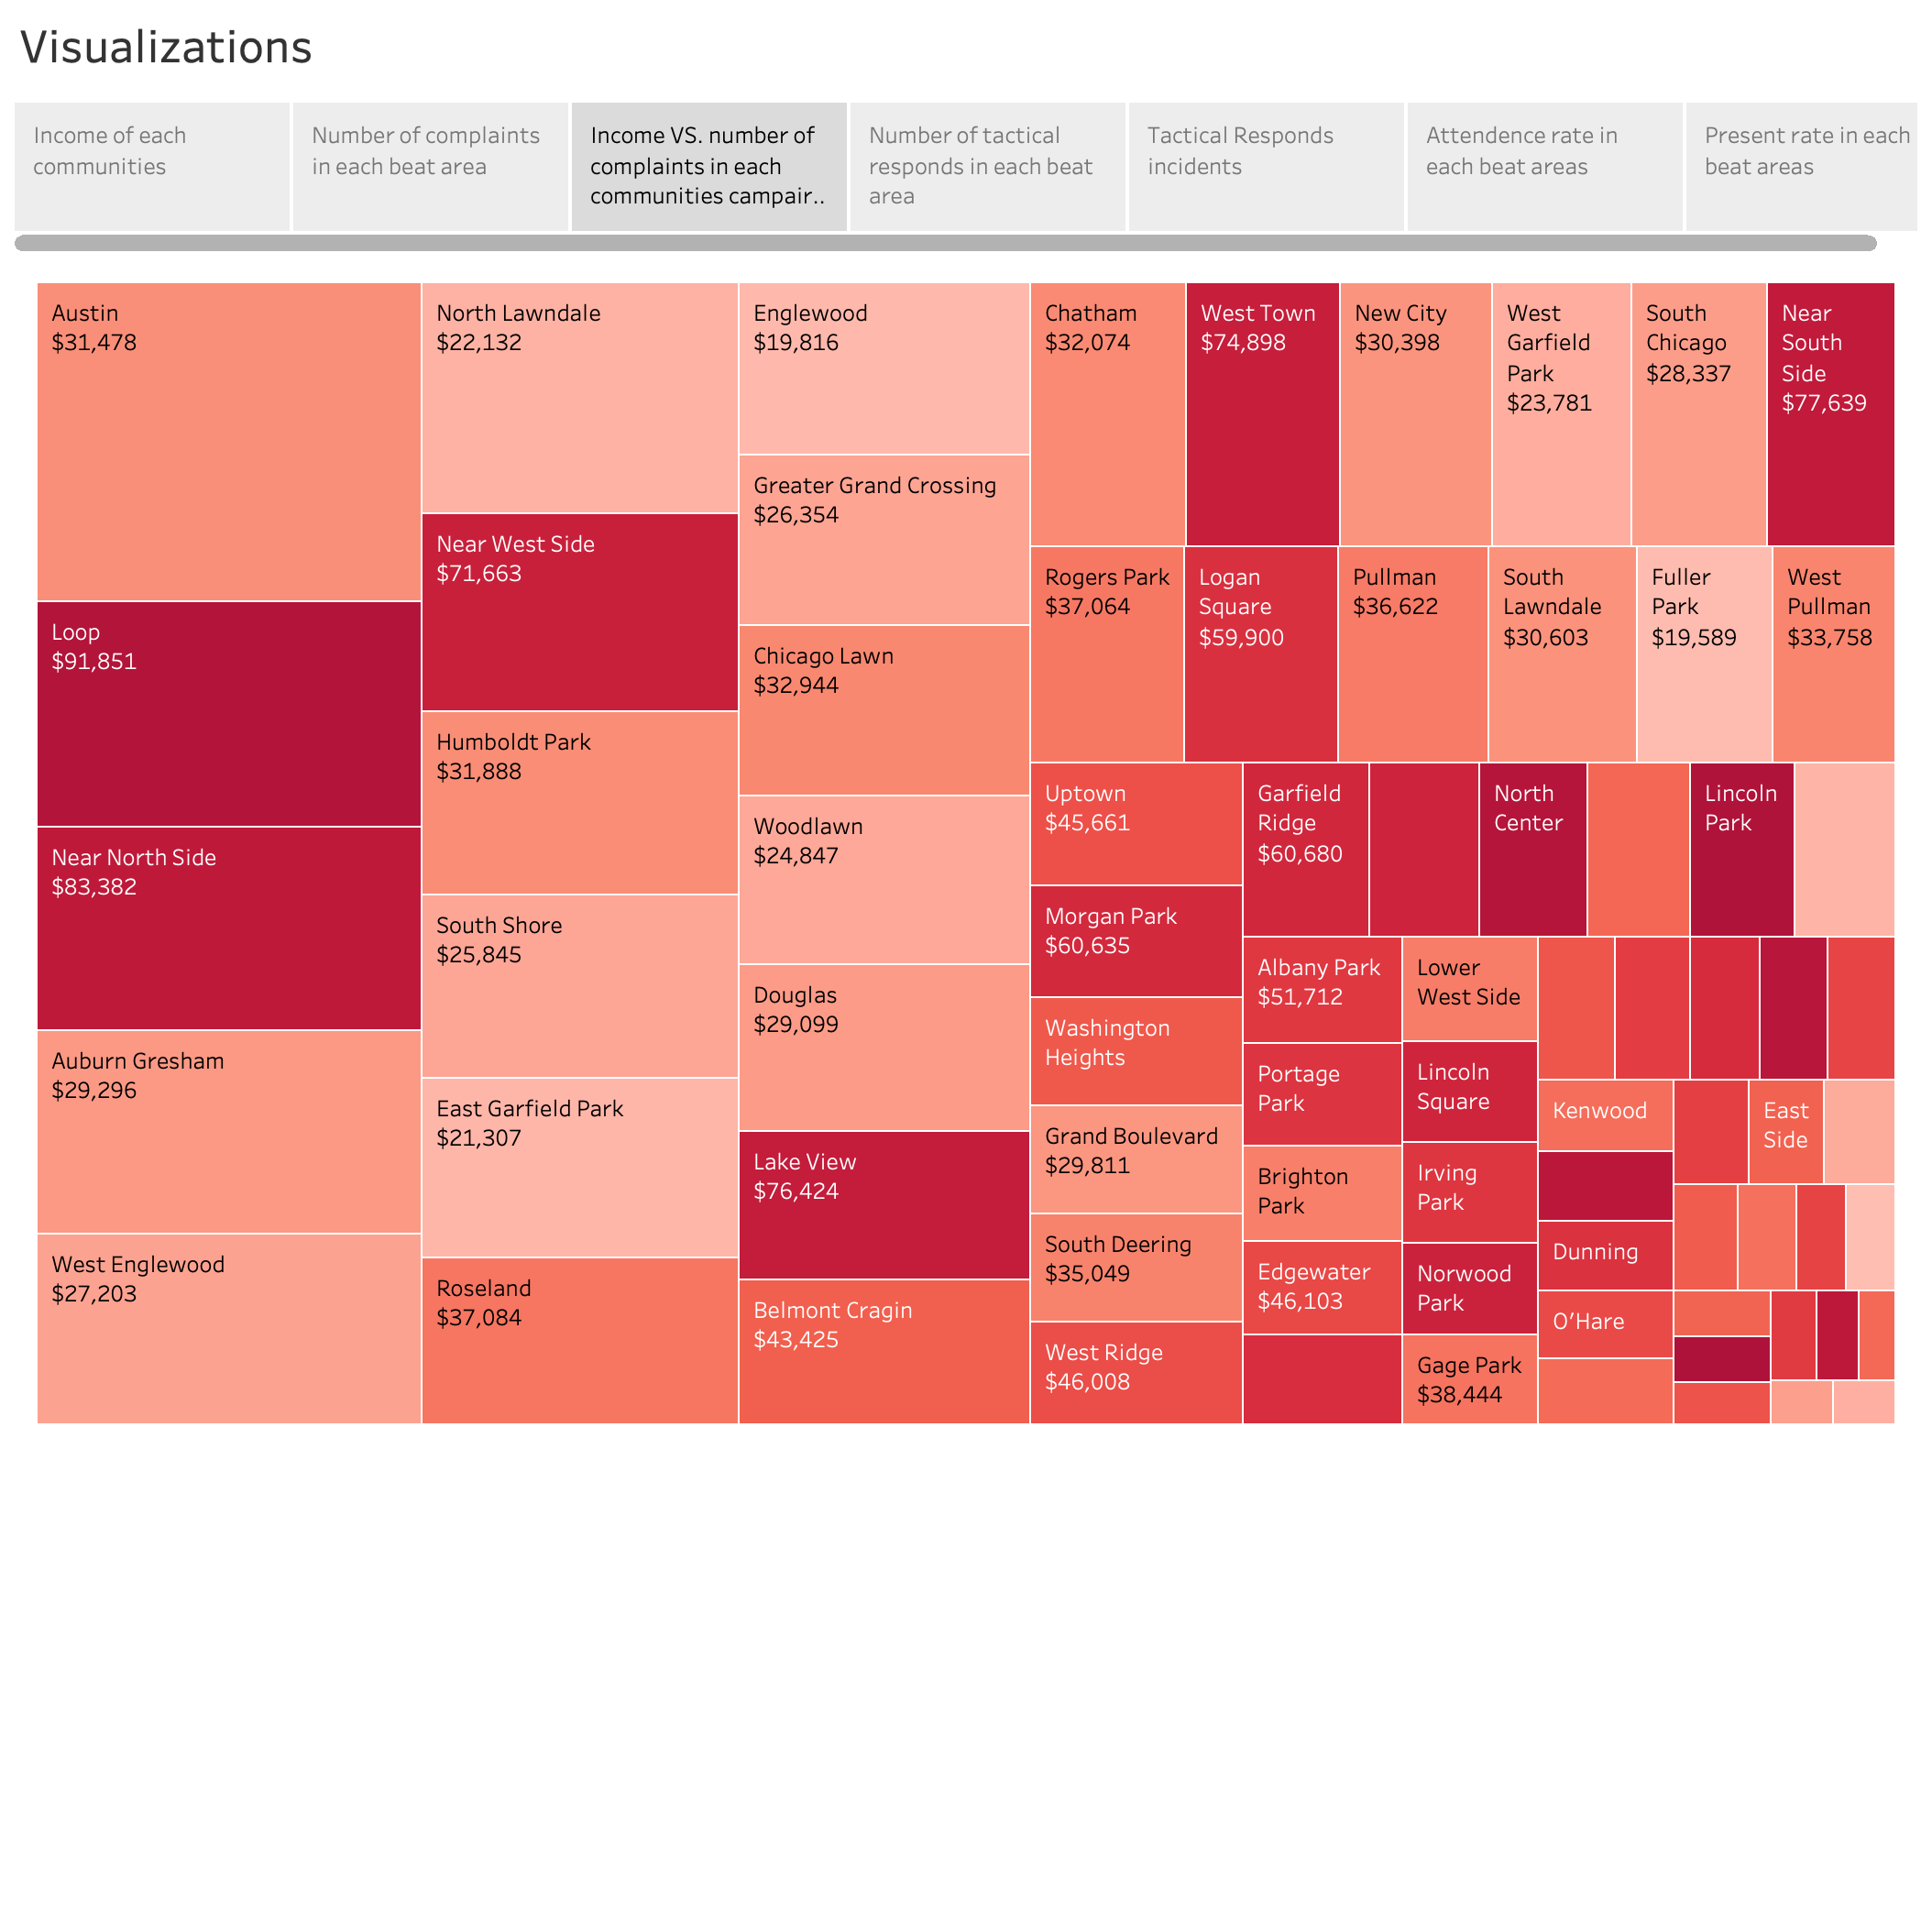 Visualizations
Income of each
communities
Number of complaints
in each beat area
Income VS. number of
complaints in each
communities campair..
Number of tactical
responds in each beat
area
Tactical Responds
incidents
Attendence rate in
each beat areas
Present rate in each
beat areas
Austin
$31,478
Loop
$91,851
Near North Side
$83,382
Auburn Gresham
$29,296
West Englewood
$27,203
North Lawndale
$22,132
Near West Side
$71,663
Humboldt Park
$31,888
South Shore
$25,845
East Garfield Park
$21,307
Roseland
$37,084
Englewood
$19,816
Greater Grand Crossing
$26,354
Chicago Lawn
$32,944
Woodlawn
$24,847
Douglas
$29,099
Lake View
$76,424
Belmont Cragin
$43,425
Chatham
$32,074
West Town
$74,898
New City
$30,398
West
Garfield
Park
$23,781
South
Chicago
$28,337
Near
South
Side
$77,639
Rogers Park
$37,064
Logan
Square
$59,900
Pullman
$36,622
South
Lawndale
$30,603
Fuller
Park
$19,589
West
Pullman
$33,758
Uptown
$45,661
Morgan Park
$60,635
Washington
Heights
Grand Boulevard
$29,811
South Deering
$35,049
West Ridge
$46,008
Garfield
Ridge
$60,680
North
Center
Lincoln
Park
Albany Park
$51,712
Portage
Park
Brighton
Park
Edgewater
$46,103
Lower
West Side
Lincoln
Square
Irving
Park
Norwood
Park
Gage Park
$38,444
Kenwood
Dunning
O'Hare
East
Side